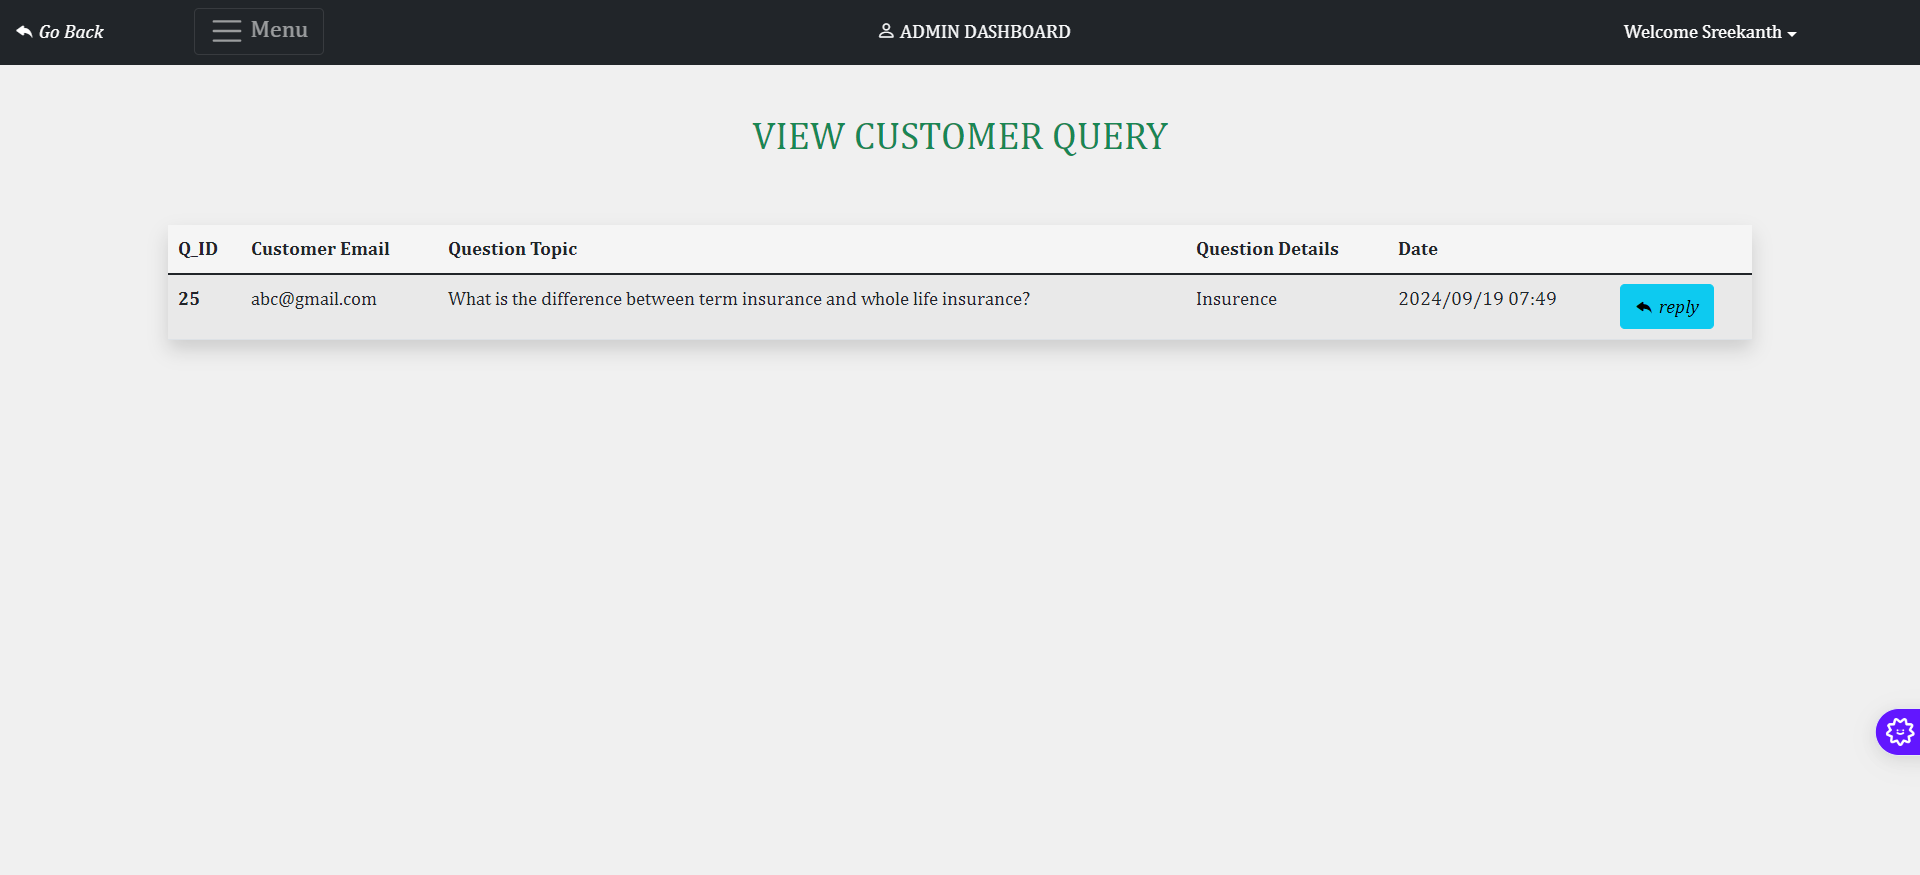 Go Back
Menu
ADMIN DASHBOARD
Welcome Sreekanth
VIEW CUSTOMER QUERY
Q_ID Customer Email Question Topic Question Details Date
25 abc@gmail.com What is the difference between term insurance and whole life insurance? Insurence 2024/09/19 07:49 reply